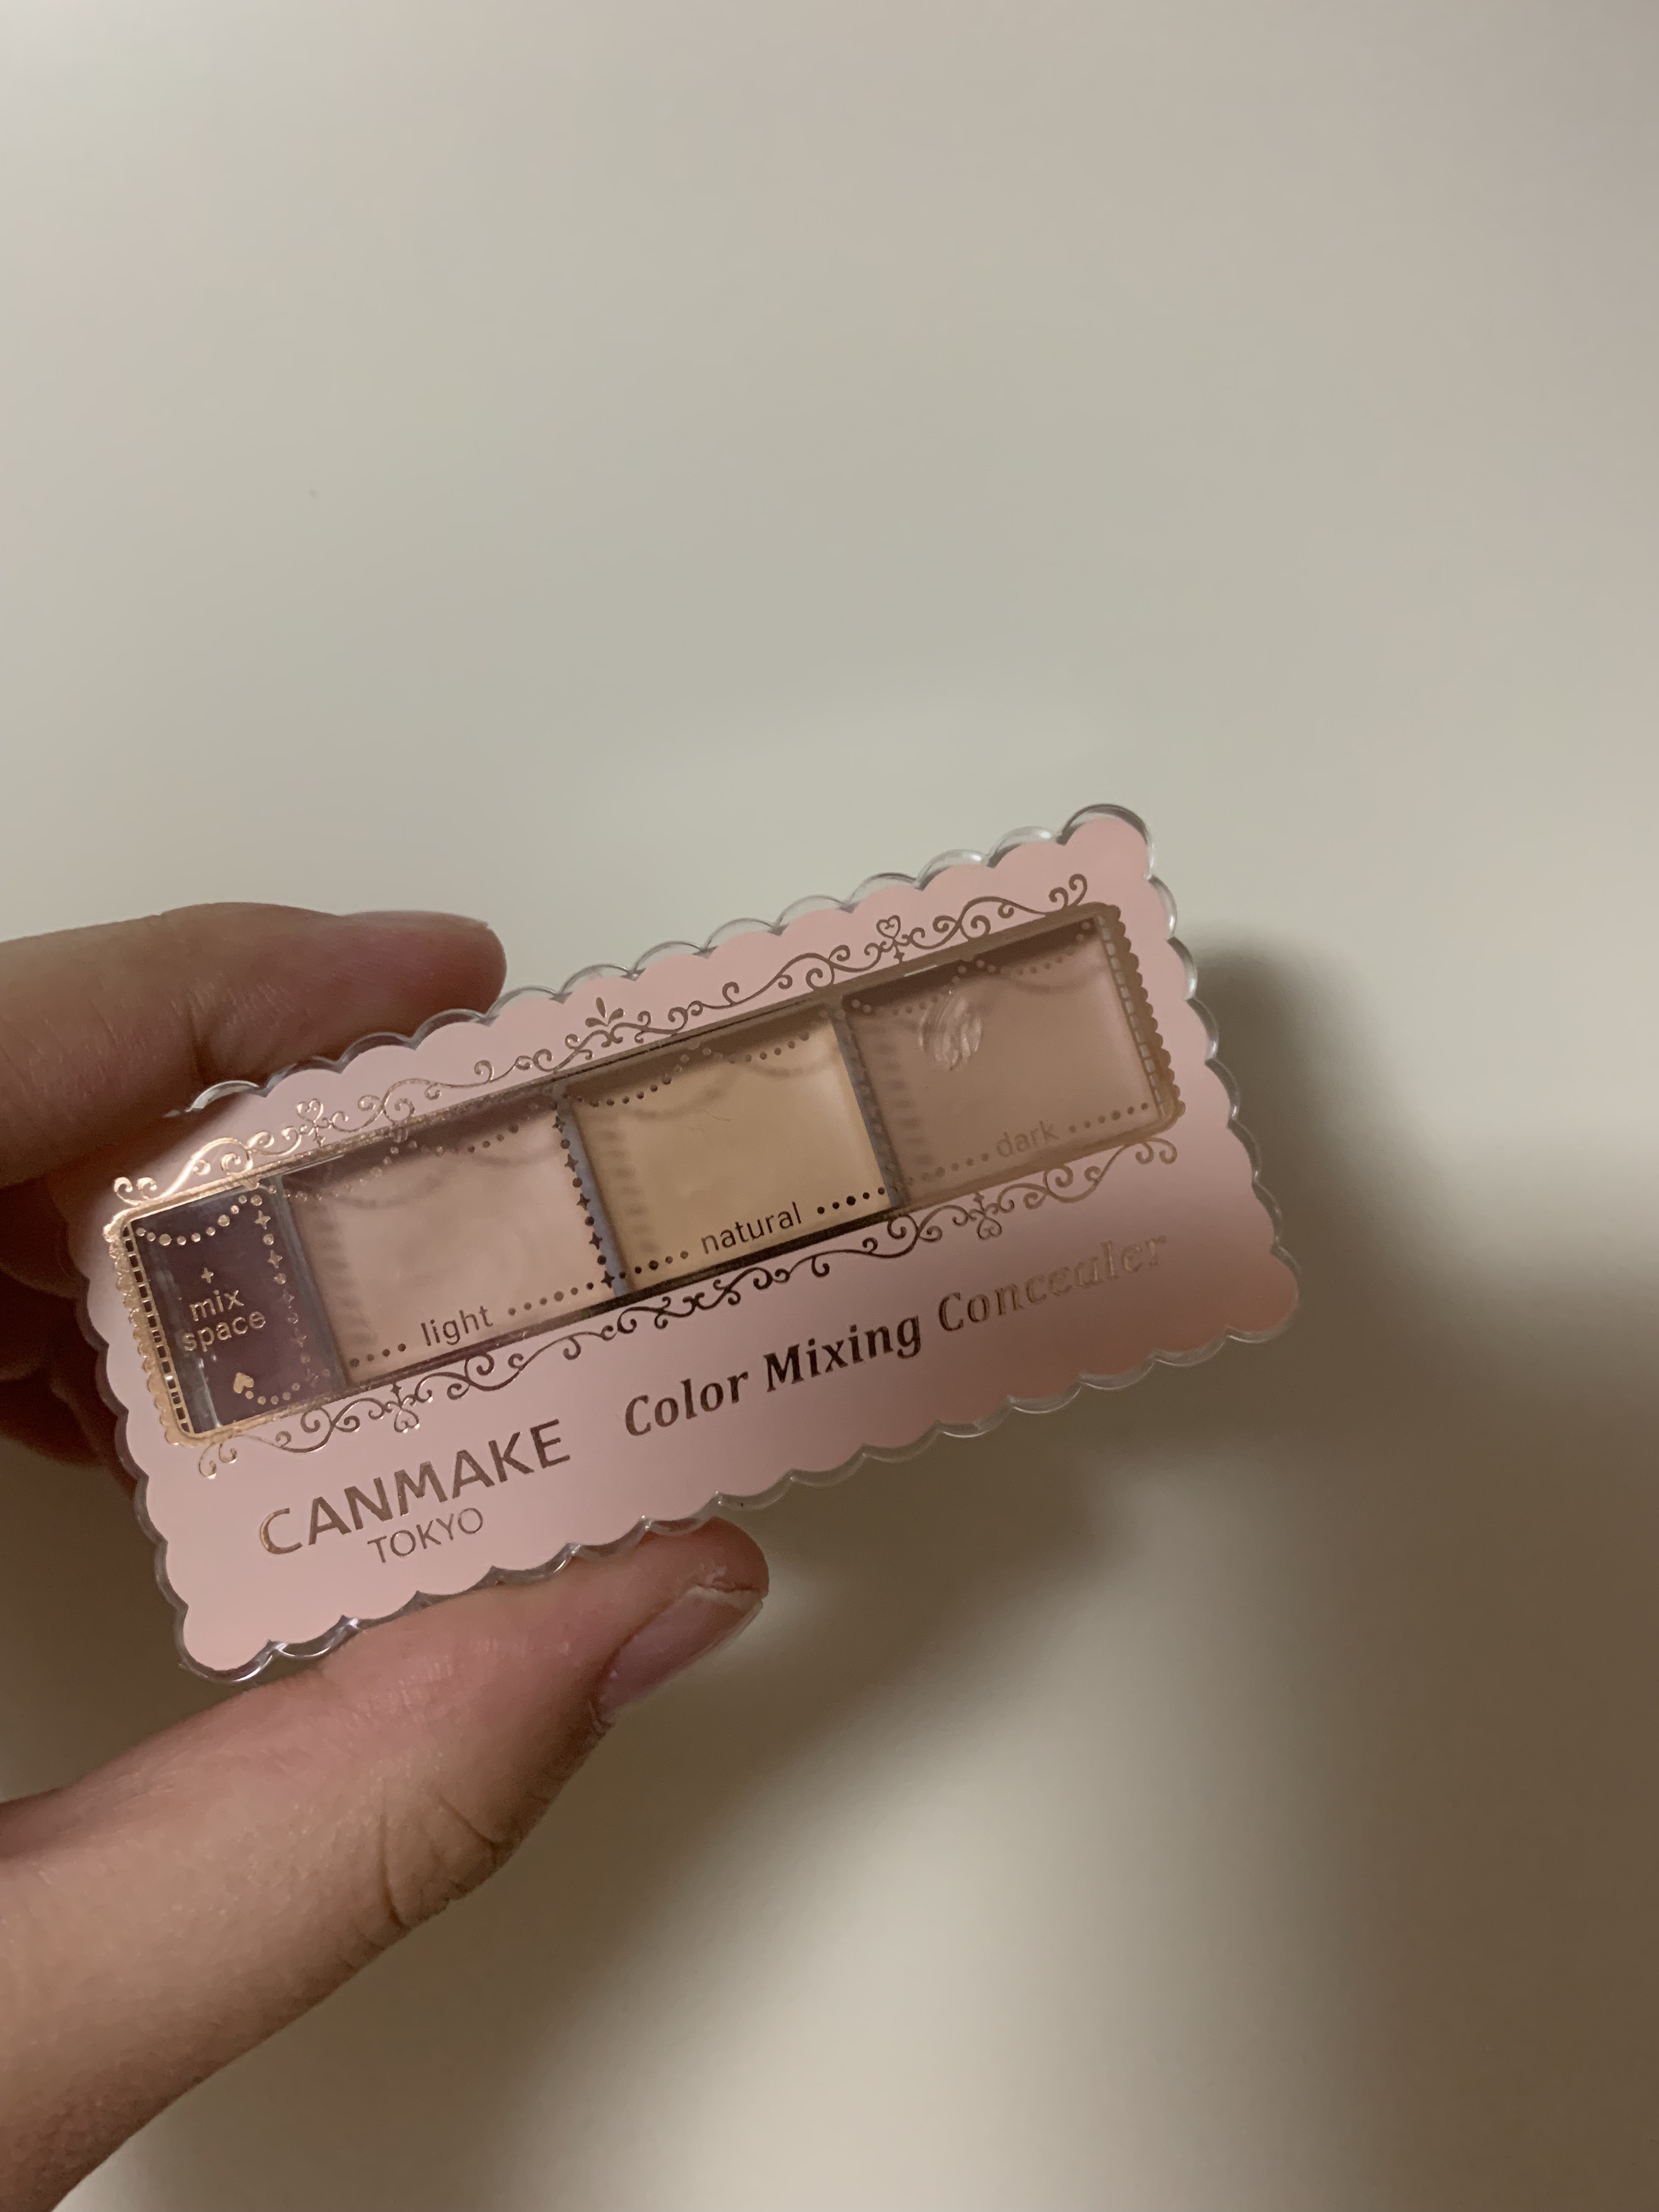 mix
space
light
natural
dark
CANMAKE
TOKYO
Color Mixing Concealer